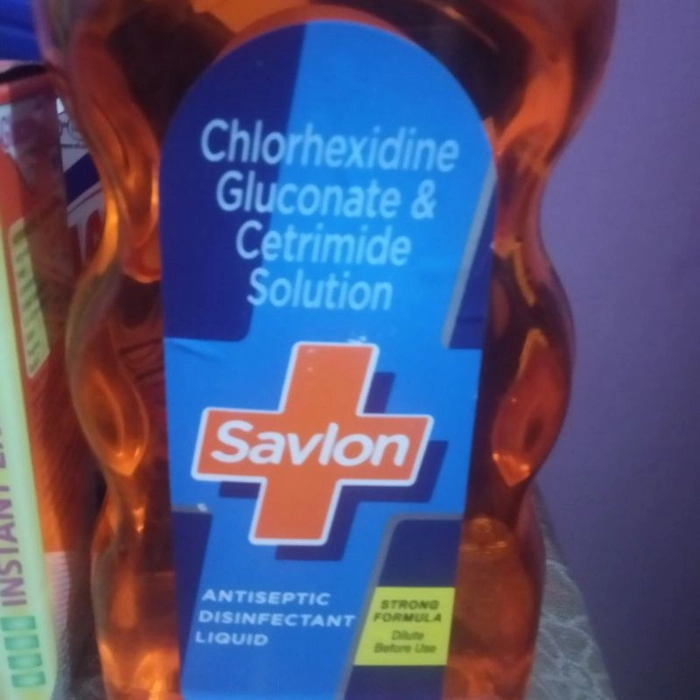 Chlorhexidine
Gluconate &
Cetrimide
Solution
Savlon
ANTISEPTIC
DISINFECTANT
LIQUID
STRONG
FORMULA
Dilute
Before Use
INSTANT